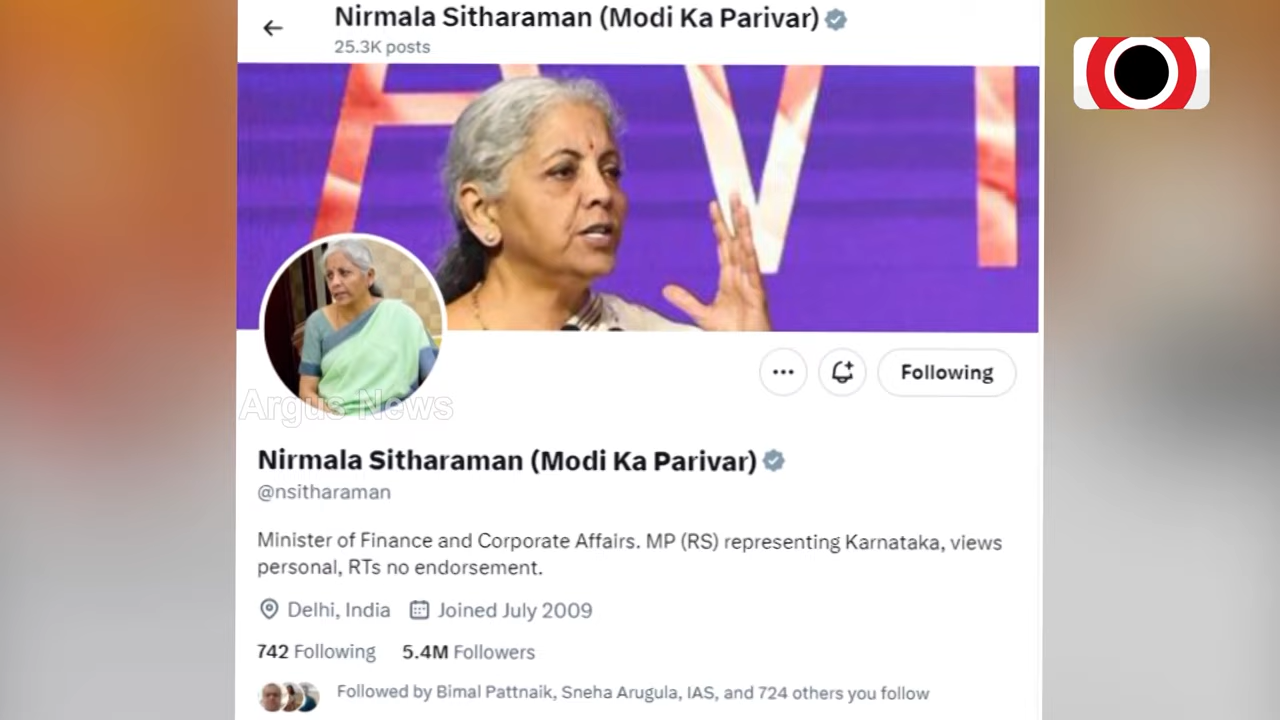 Nirmala Sitharaman (Modi Ka Parivar)
25.3K posts
Following
Argus News
Nirmala Sitharaman (Modi Ka Parivar)
@nsitharaman
Minister of Finance and Corporate Affairs. MP (RS) representing Karnataka, views
personal, RTs no endorsement.
Delhi, India Joined July 2009
742 Following 5.4M Followers
Followed by Bimal Pattnaik, Sneha Arugula, IAS, and 724 others you follow